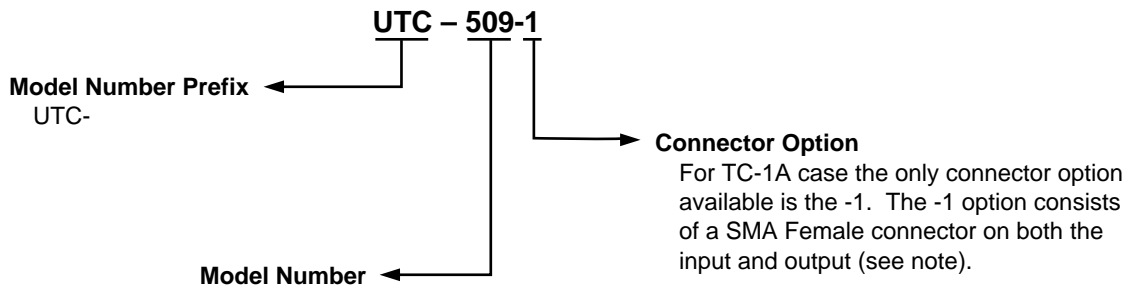 UTC – 509-1
Model Number Prefix
UTC-
Connector Option
For TC-1A case the only connector option
available is the -1. The -1 option consists
of a SMA Female connector on both the
input and output (see note).
Model Number